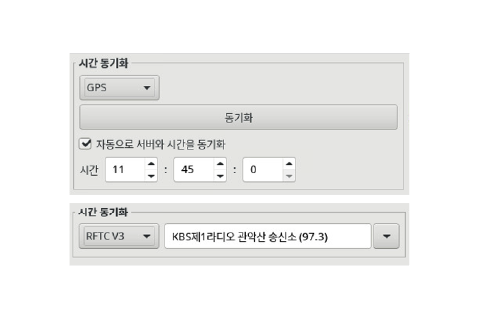 시간 동기화
GPS
동기화
자동으로 서버와 시간을 동기화
시간 11 : 45 : 0
시간 동기화
RFTC V3 KBS제1라디오 관악산 송신소 (97.3)